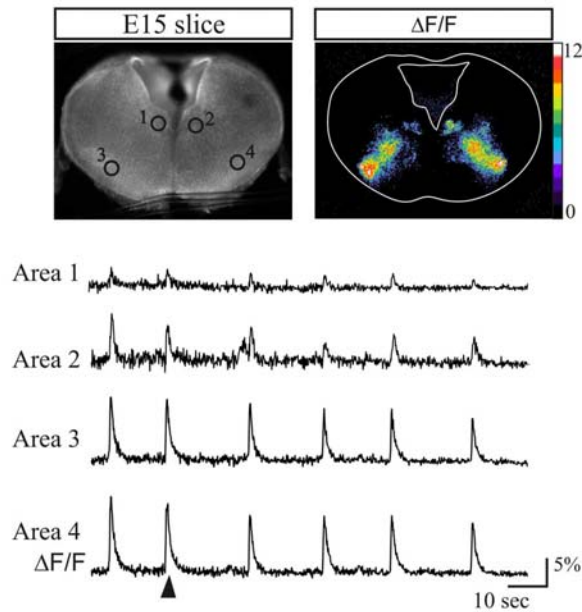 E15 slice
ΔF/F
1
2
3
4
12
0
Area 1
Area 2
Area 3
Area 4
ΔF/F
5%
10 sec